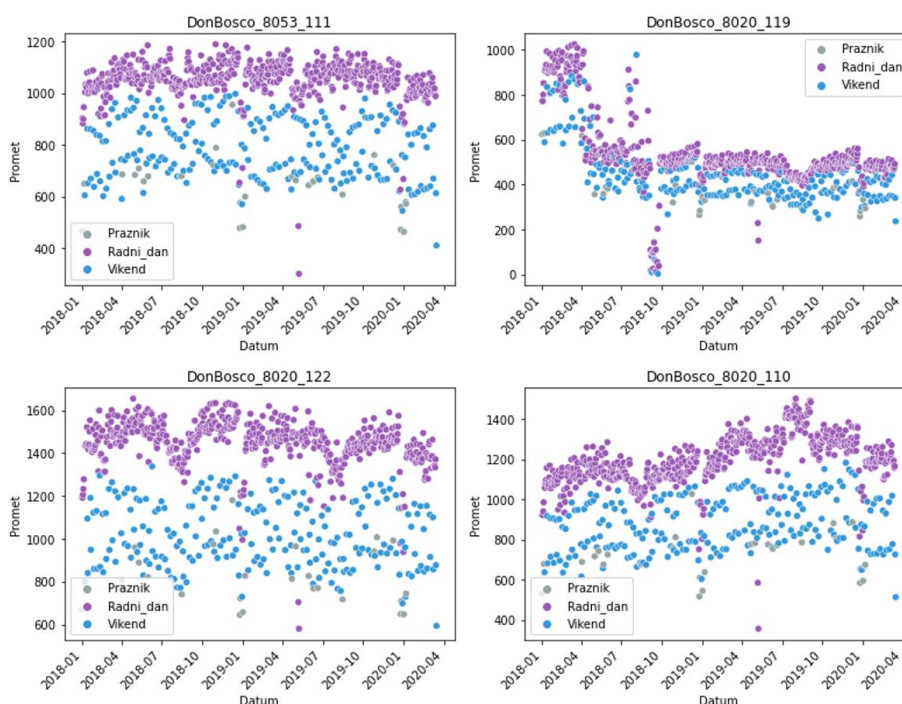 DonBosco_8053_111
1200
1000
800
600
400
Promet
Praznik
Radni_dan
Vikend
2018-01
2018-04
2018-07
2018-10
2019-01
2019-04
2019-07
2019-10
2020-01
2020-04
Datum
DonBosco_8020_119
1000
800
600
400
200
0
Promet
Praznik
Radni_dan
Vikend
2018-01
2018-04
2018-07
2018-10
2019-01
2019-04
2019-07
2019-10
2020-01
2020-04
Datum
DonBosco_8020_122
1600
1400
1200
1000
800
600
Promet
Praznik
Radni_dan
Vikend
2018-01
2018-04
2018-07
2018-10
2019-01
2019-04
2019-07
2019-10
2020-01
2020-04
Datum
DonBosco_8020_110
1400
1200
1000
800
600
400
Promet
Praznik
Radni_dan
Vikend
2018-01
2018-04
2018-07
2018-10
2019-01
2019-04
2019-07
2019-10
2020-01
2020-04
Datum